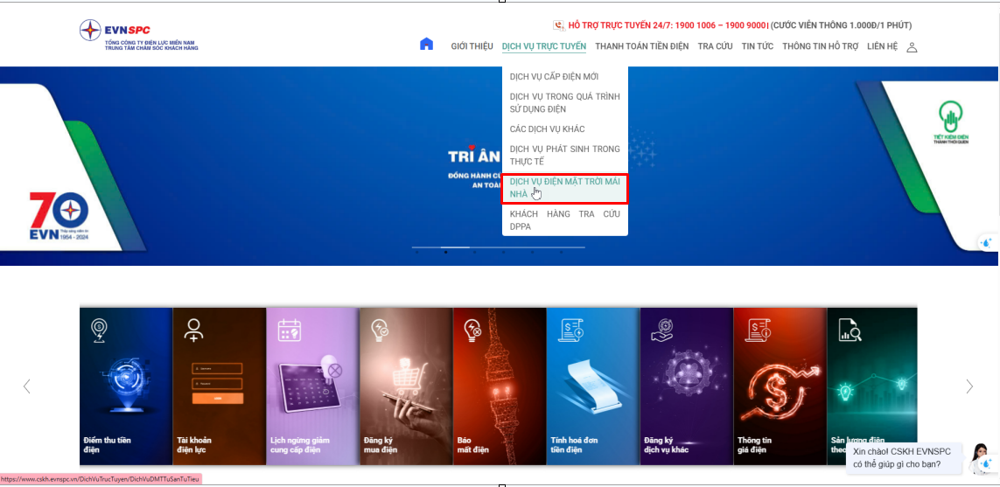 EVNSPC
TỔNG CÔNG TY ĐIỆN LỰC MIỀN NAM
TRUNG TÂM CHĂM SÓC KHÁCH HÀNG
HỖ TRỢ TRỰC TUYẾN 24/7: 1900 1006 – 1900 9000 | (CƯỚC VIỄN THÔNG 1.000Đ/1 PHÚT)
GIỚI THIỆU DỊCH VỤ TRỰC TUYẾN THANH TOÁN TIỀN ĐIỆN TRA CỨU TIN TỨC THÔNG TIN HỖ TRỢ LIÊN HỆ
DỊCH VỤ CẤP ĐIỆN MỚI
DỊCH VỤ TRONG QUÁ TRÌNH
SỬ DỤNG ĐIỆN
CÁC DỊCH VỤ KHÁC
DỊCH VỤ PHÁT SINH TRONG
THỰC TẾ
DỊCH VỤ ĐIỆN MẶT TRỜI MÁI
NHÀ
KHÁCH HÀNG TRA CỨU
DPPA
TRI ÂN
ĐỒNG HÀNH
AN TOÀN
TIẾT KIỆM ĐIỆN
THÀNH THÓI QUEN
70
EVN
1954 - 2024
Điểm thu tiền
điện
Tài khoản
điện lực
Lịch ngừng giảm
cung cấp điện
Đăng ký
mua điện
Báo
mất điện
Tính hoá đơn
tiền điện
Đăng ký
dịch vụ khác
Thông tin
giá điện
Sản lượng điện
theo
Xin chào! CSKH EVNSPC
có thể giúp gì cho bạn?
https://www.cskh.evnspc.vn/DichVuTrucTuyen/DichVuDMTTuSanTuTieu